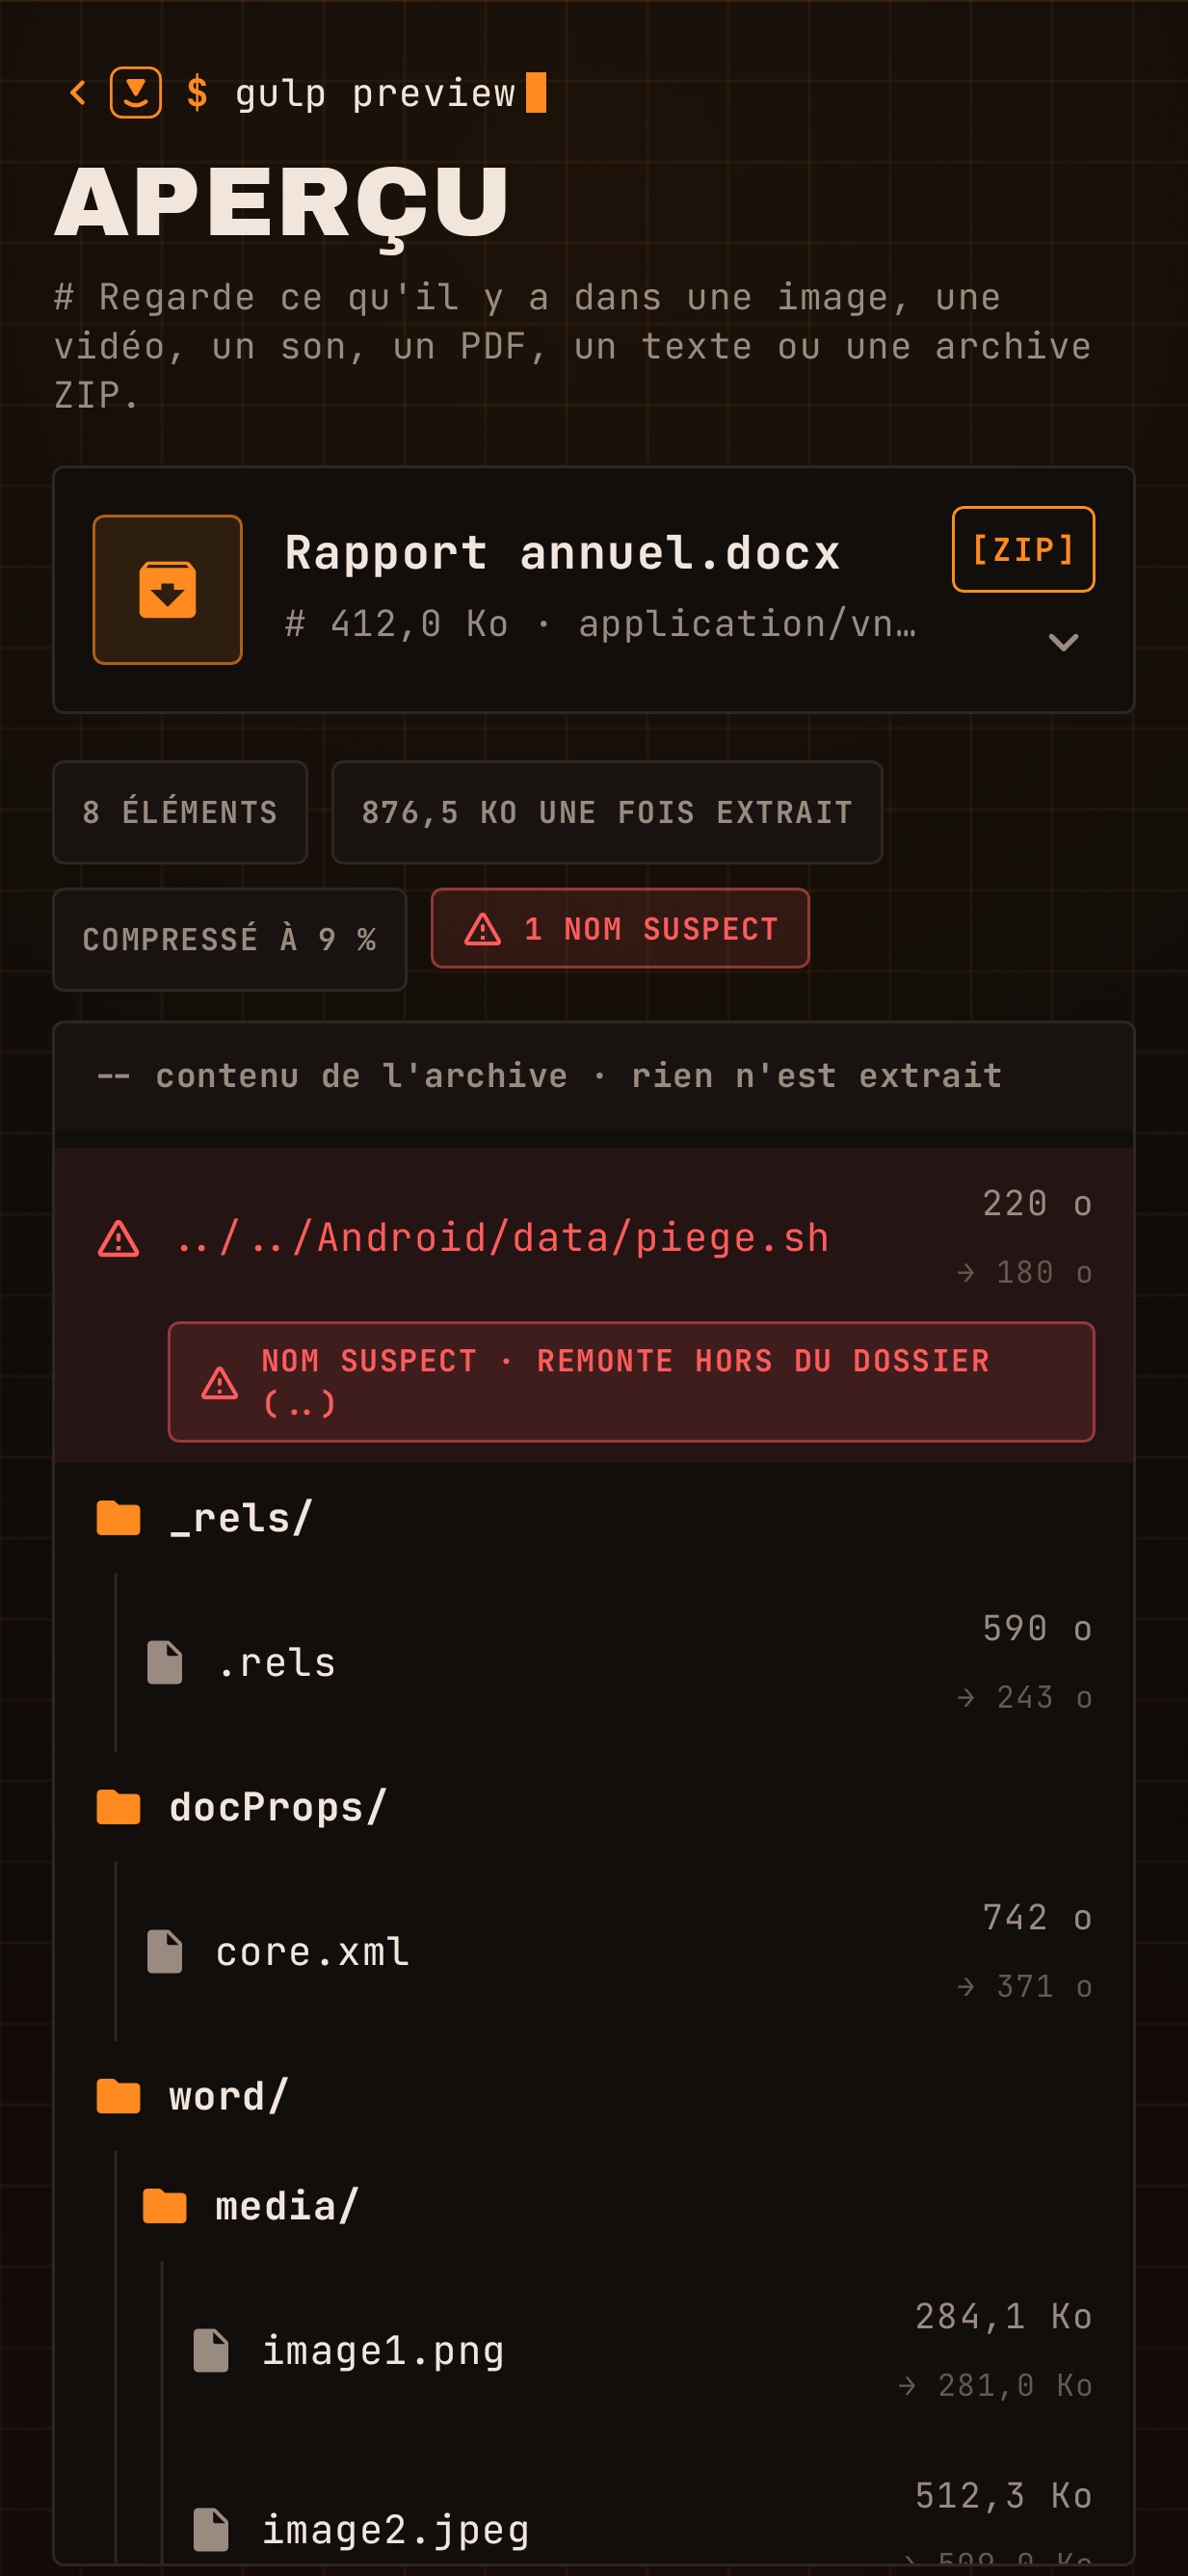 $ gulp preview
APERÇU
# Regarde ce qu'il y a dans une image, une
vidéo, un son, un PDF, un texte ou une archive
ZIP.
Rapport annuel.docx
[ZIP]
# 412,0 Ko · application/vn…
8 ÉLÉMENTS
876,5 KO UNE FOIS EXTRAIT
COMPRESSÉ À 9 %
1 NOM SUSPECT
-- contenu de l'archive · rien n'est extrait
../../Android/data/piege.sh
220 o
→ 180 o
NOM SUSPECT · REMONTE HORS DU DOSSIER
(..)
_rels/
.rels
590 o
→ 243 o
docProps/
core.xml
742 o
→ 371 o
word/
media/
image1.png
284,1 Ko
→ 281,0 Ko
image2.jpeg
512,3 Ko